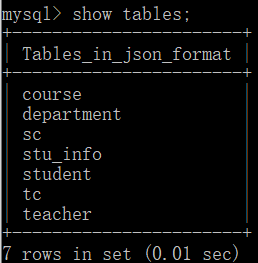 mysql> show tables;
+-----------------------+
| Tables_in_json_format |
+-----------------------+
| course                |
| department            |
| sc                    |
| stu_info              |
| student               |
| tc                    |
| teacher               |
+-----------------------+
7 rows in set (0.01 sec)